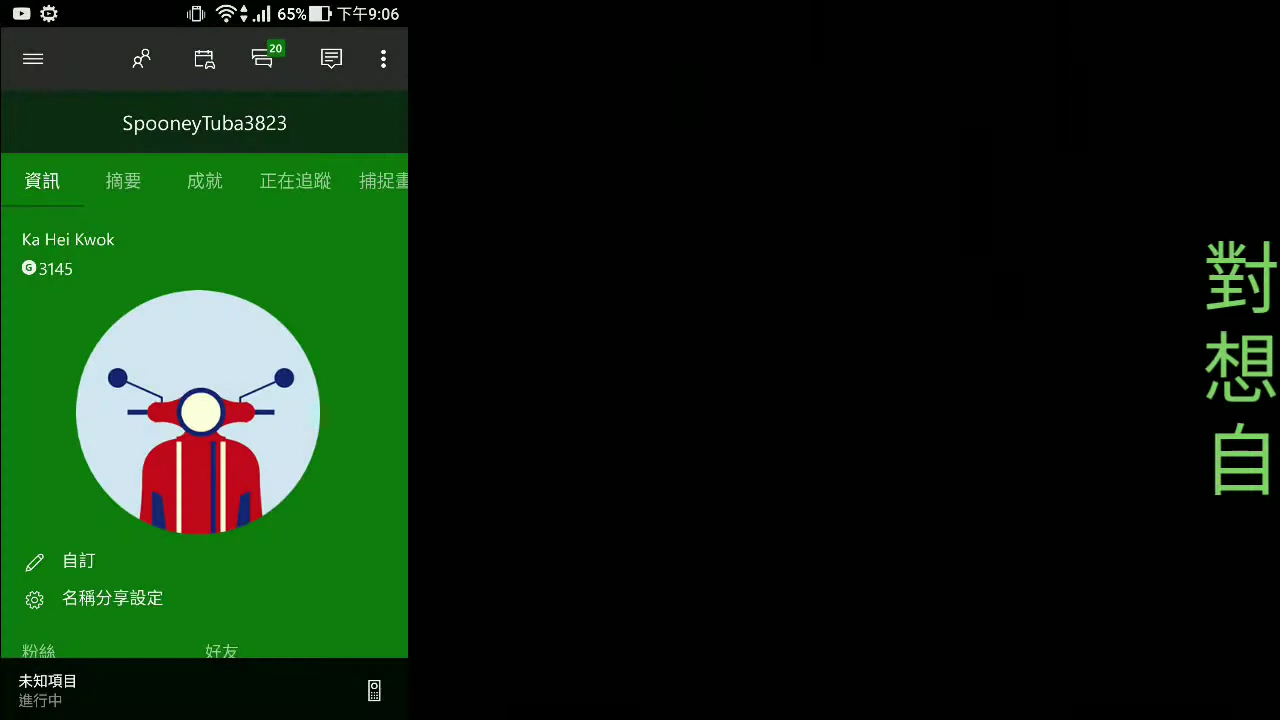 65%
下午9:06
20
SpooneyTuba3823
資訊 摘要 成就 正在追蹤 捕捉畫
Ka Hei Kwok
G 3145
自訂
名稱分享設定
粉絲 好友
未知項目
進行中
對
想
自